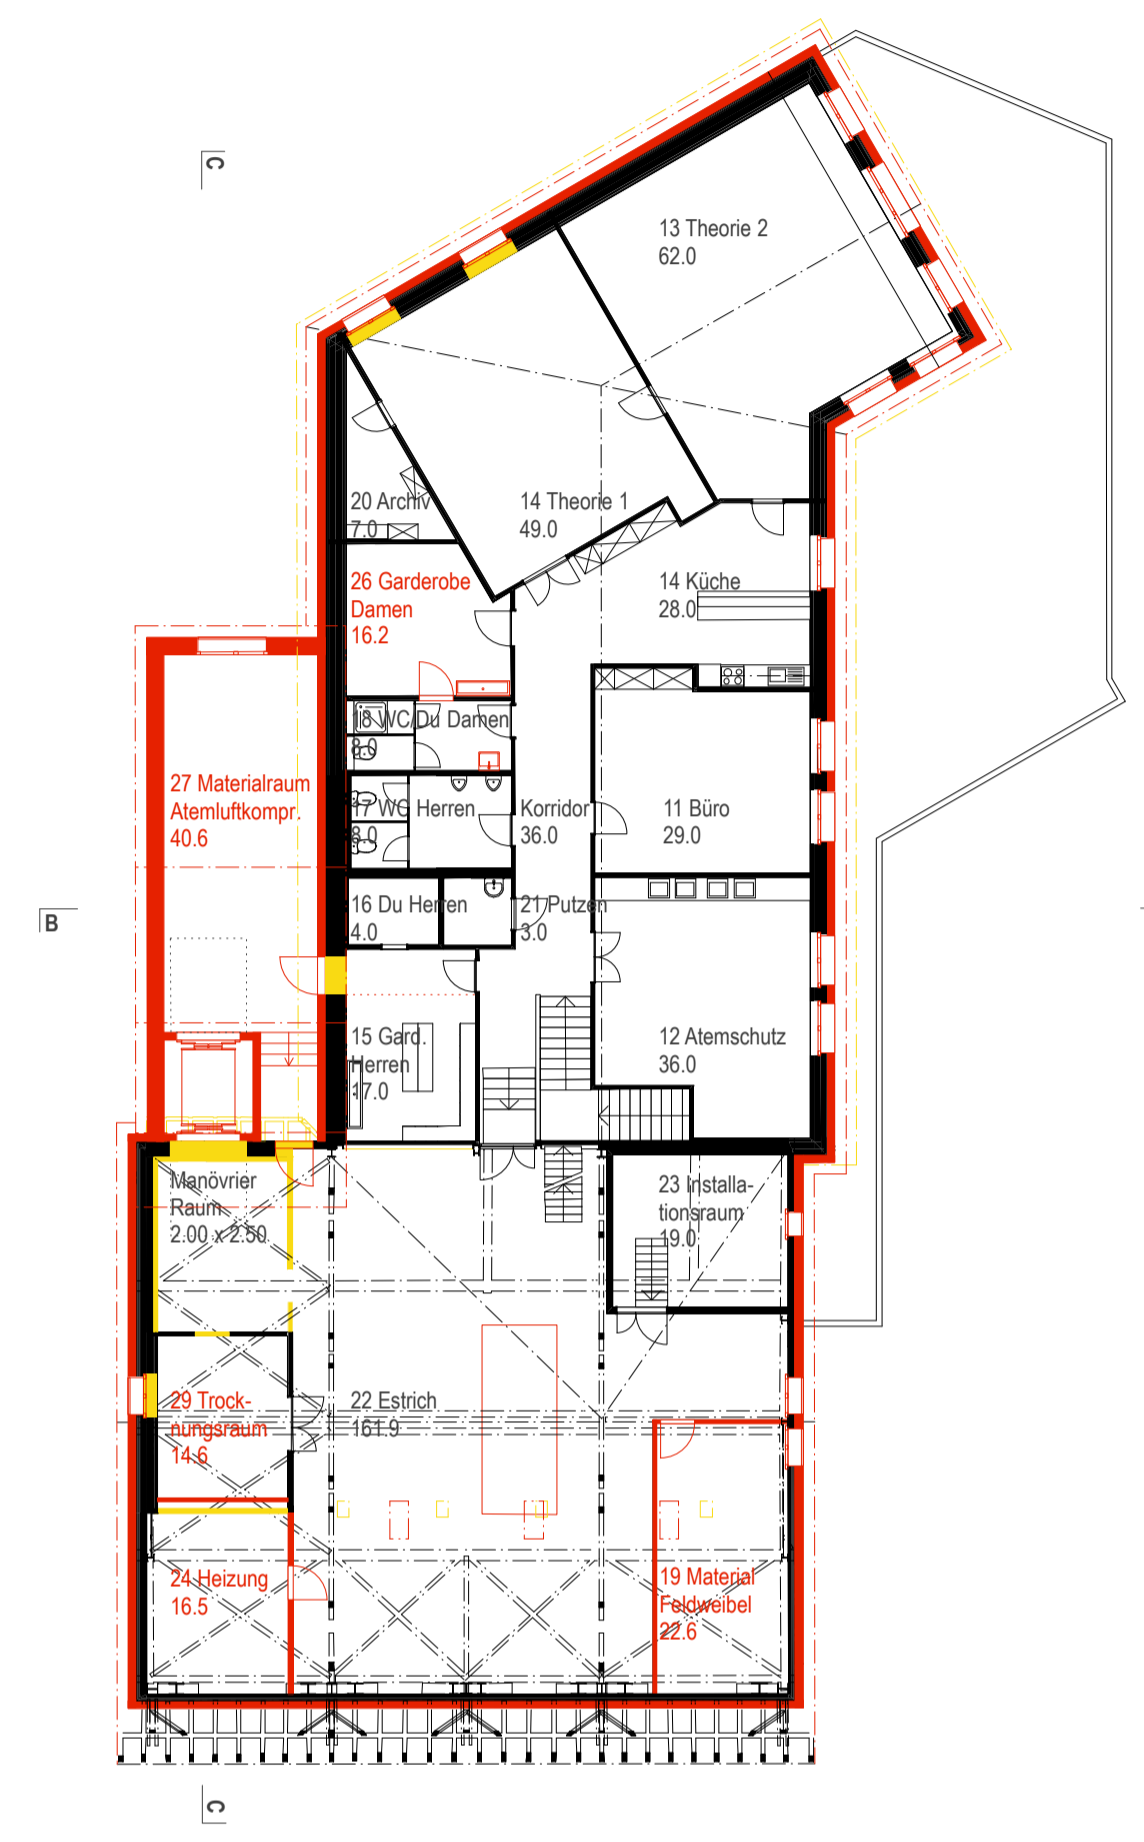 C
13 Theorie 2
62.0
20 Archiv
7.0
14 Theorie 1
49.0
26 Garderobe
Damen
16.2
14 Küche
28.0
18 WC/Du Damen
8.0
27 Materialraum
Atemluftkompr.
40.6
17 WC Herren
8.0
Korridor
36.0
11 Büro
29.0
B
16 Du Herren
4.0
21 Putzen
3.0
15 Gard.
Herren
17.0
12 Atemschutz
36.0
Manövrier
Raum
2.00 x 2.50
23 Installa-
tionsraum
19.0
29 Trock-
nungsraum
14.6
22 Estrich
161.9
24 Heizung
16.5
19 Material
Feldweibel
22.6
C